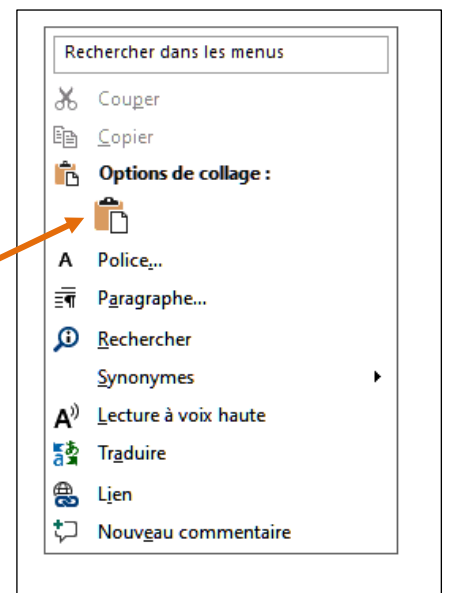 Rechercher dans les menus
Couper
Copier
Options de collage :
Police...
Paragraphe...
Rechercher
Synonymes
Lecture à voix haute
Traduire
Lien
Nouveau commentaire